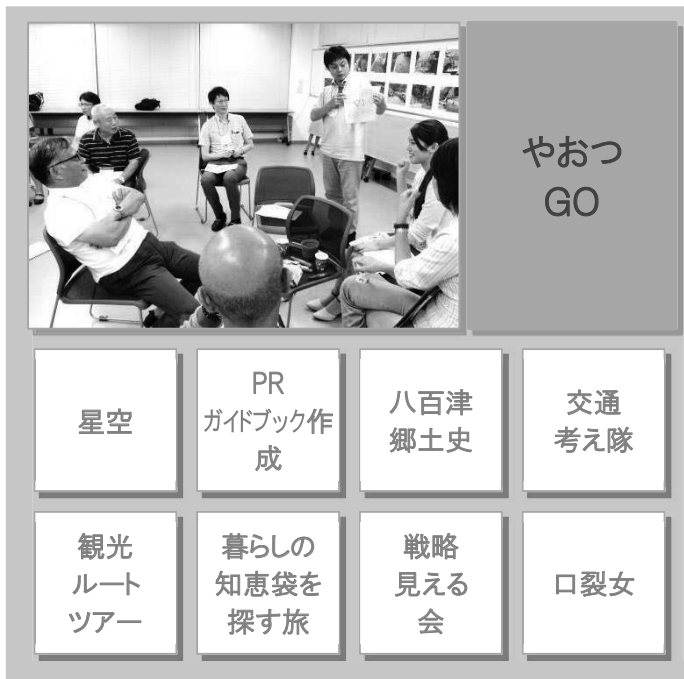 やおつ
GO
星空
PR
ガイドブック作
成
八百津
郷土史
交通
考え隊
観光
ルート
ツアー
暮らしの
知恵袋を
探す旅
戦略
見える
会
口裂女